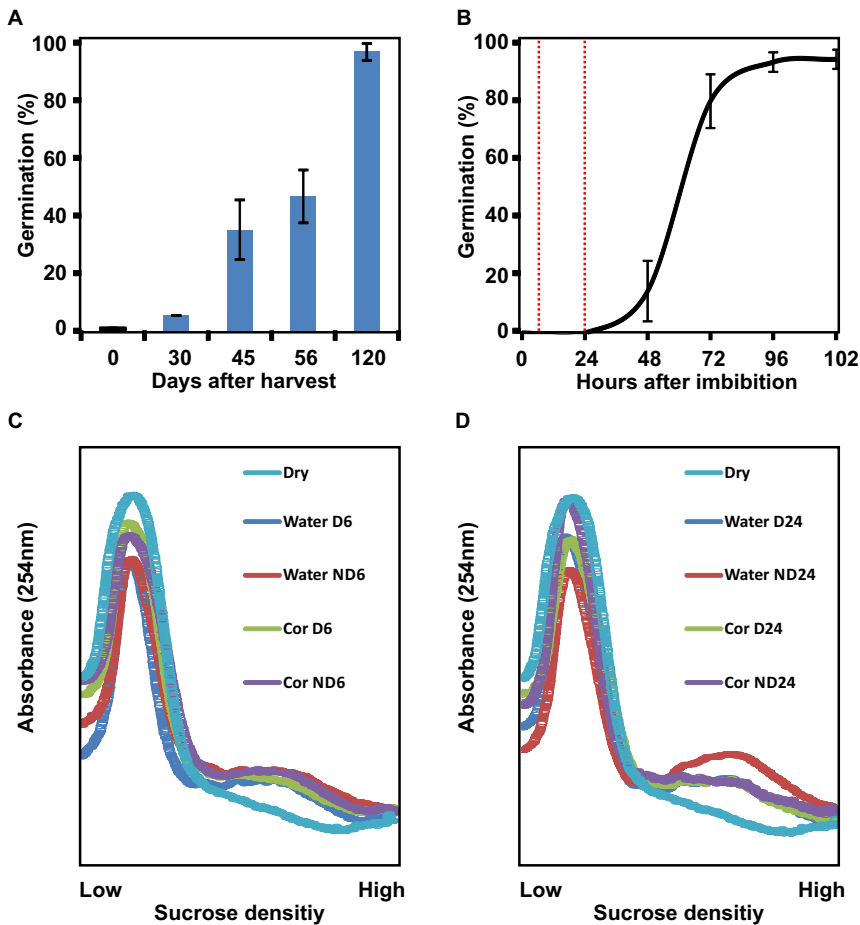 A
Germination (%)
100
80
60
40
20
0
0 30 45 56 120
Days after harvest
B
Germination (%)
100
80
60
40
20
0
0 24 48 72 96 102
Hours after imbibition
C
Absorbance (254nm)
Dry
Water D6
Water ND6
Cor D6
Cor ND6
Low High
Sucrose densitiy
D
Absorbance (254nm)
Dry
Water D24
Water ND24
Cor D24
Cor ND24
Low High
Sucrose densitiy